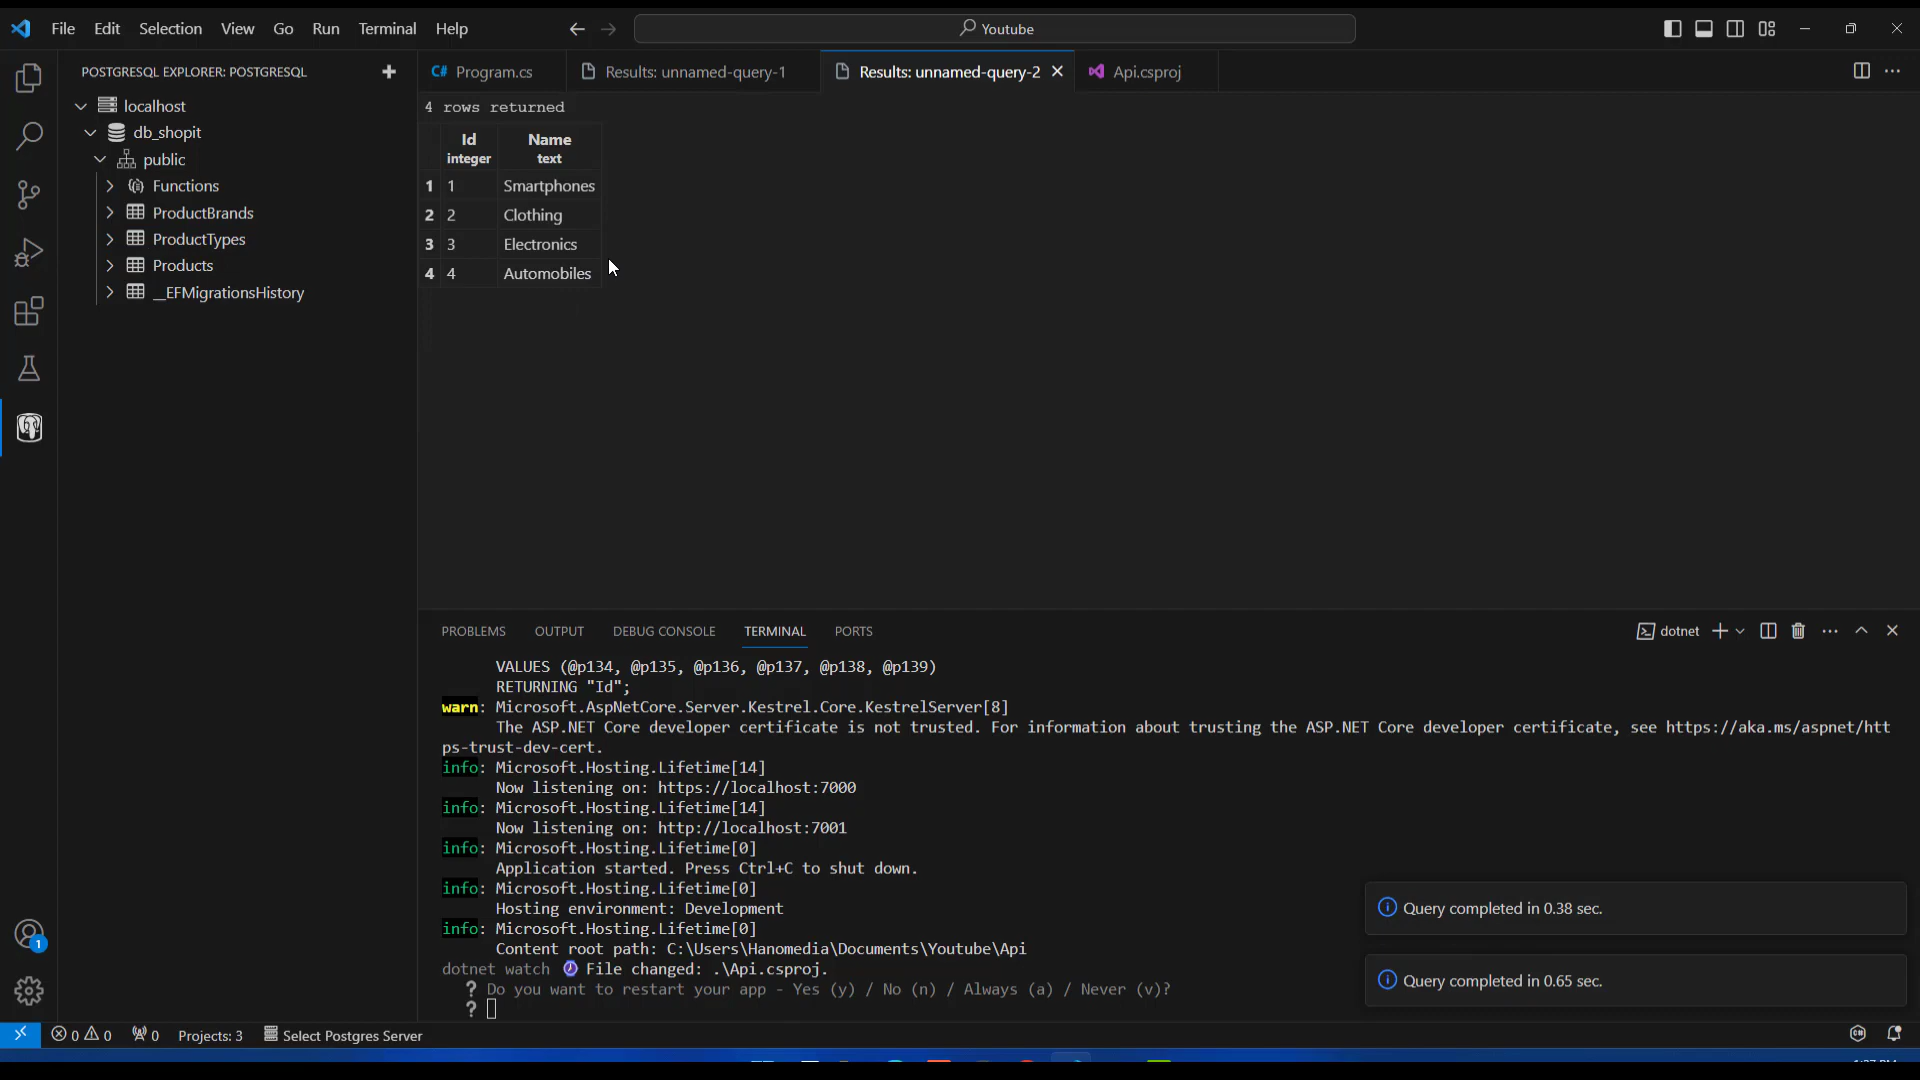 File Edit Selection View Go Run Terminal Help
Youtube
POSTGRESQL EXPLORER: POSTGRESQL
localhost
db_shopit
public
Functions
ProductBrands
ProductTypes
Products
__EFMigrationsHistory
C# Program.cs
Results: unnamed-query-1
Results: unnamed-query-2
Api.csproj
4 rows returned
Id Name
integer text
1 1 Smartphones
2 2 Clothing
3 3 Electronics
4 4 Automobiles
PROBLEMS OUTPUT DEBUG CONSOLE TERMINAL PORTS
dotnet
VALUES (@p134, @p135, @p136, @p137, @p138, @p139)
RETURNING "Id";
warn: Microsoft.AspNetCore.Server.Kestrel.Core.KestrelServer[8]
The ASP.NET Core developer certificate is not trusted. For information about trusting the ASP.NET Core developer certificate, see https://aka.ms/aspnet/htt
ps-trust-dev-cert.
info: Microsoft.Hosting.Lifetime[14]
Now listening on: https://localhost:7000
info: Microsoft.Hosting.Lifetime[14]
Now listening on: http://localhost:7001
info: Microsoft.Hosting.Lifetime[0]
Application started. Press Ctrl+C to shut down.
info: Microsoft.Hosting.Lifetime[0]
Hosting environment: Development
info: Microsoft.Hosting.Lifetime[0]
Content root path: C:\Users\Hanomedia\Documents\Youtube\Api
dotnet watch File changed: .\Api.csproj.
? Do you want to restart your app - Yes (y) / No (n) / Always (a) / Never (v)?
?
Query completed in 0.38 sec.
Query completed in 0.65 sec.
1
0 0 0 Projects: 3 Select Postgres Server